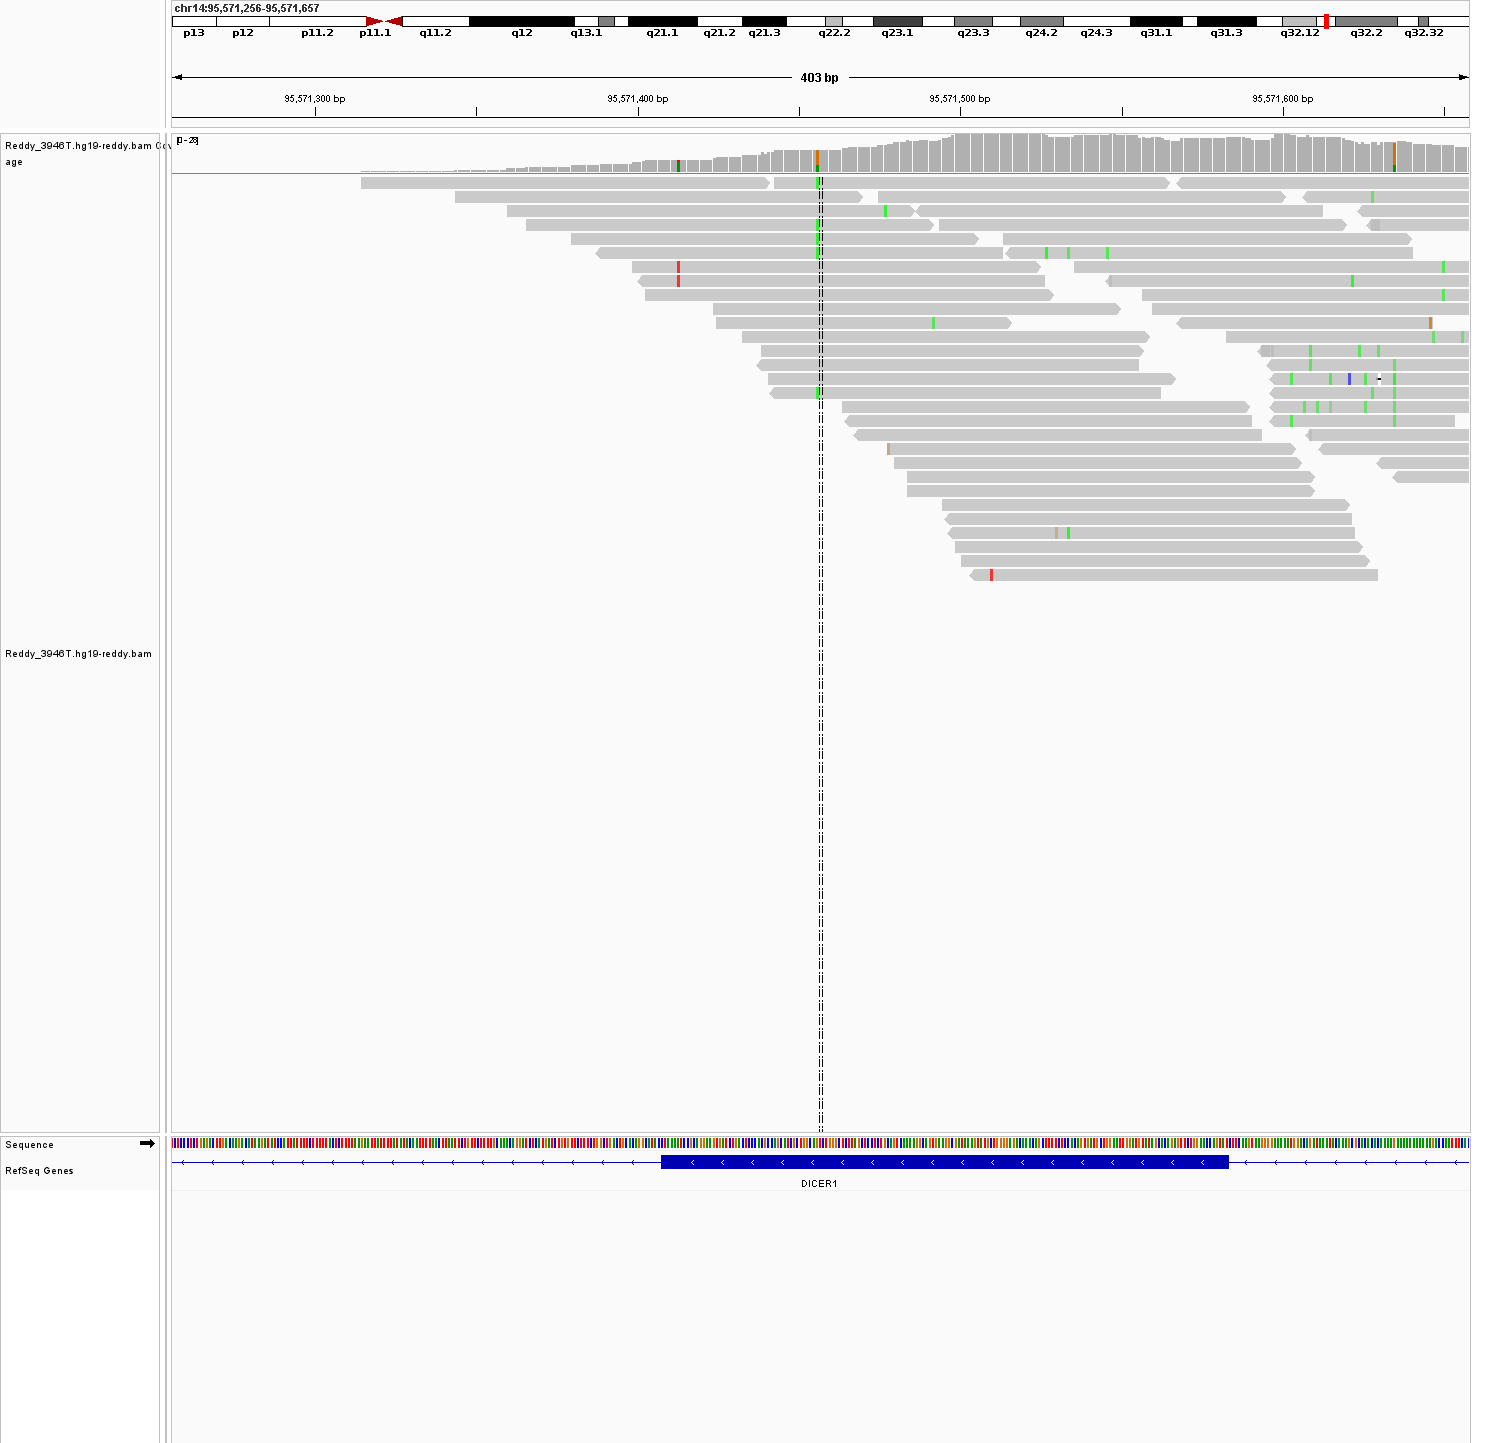 chr14:95,571,256-95,571,657
p13 p12 p11.2 p11.1 q11.2 q12 q13.1 q21.1 q21.2 q21.3 q22.2 q23.1 q23.3 q24.2 q24.3 q31.1 q31.3 q32.12 q32.2 q32.32
403 bp
95,571,300 bp 95,571,400 bp 95,571,500 bp 95,571,600 bp
[0-28]
Reddy_3946T.hg19-reddy.bam Cov
age
Reddy_3946T.hg19-reddy.bam
Sequence
RefSeq Genes
DICER1